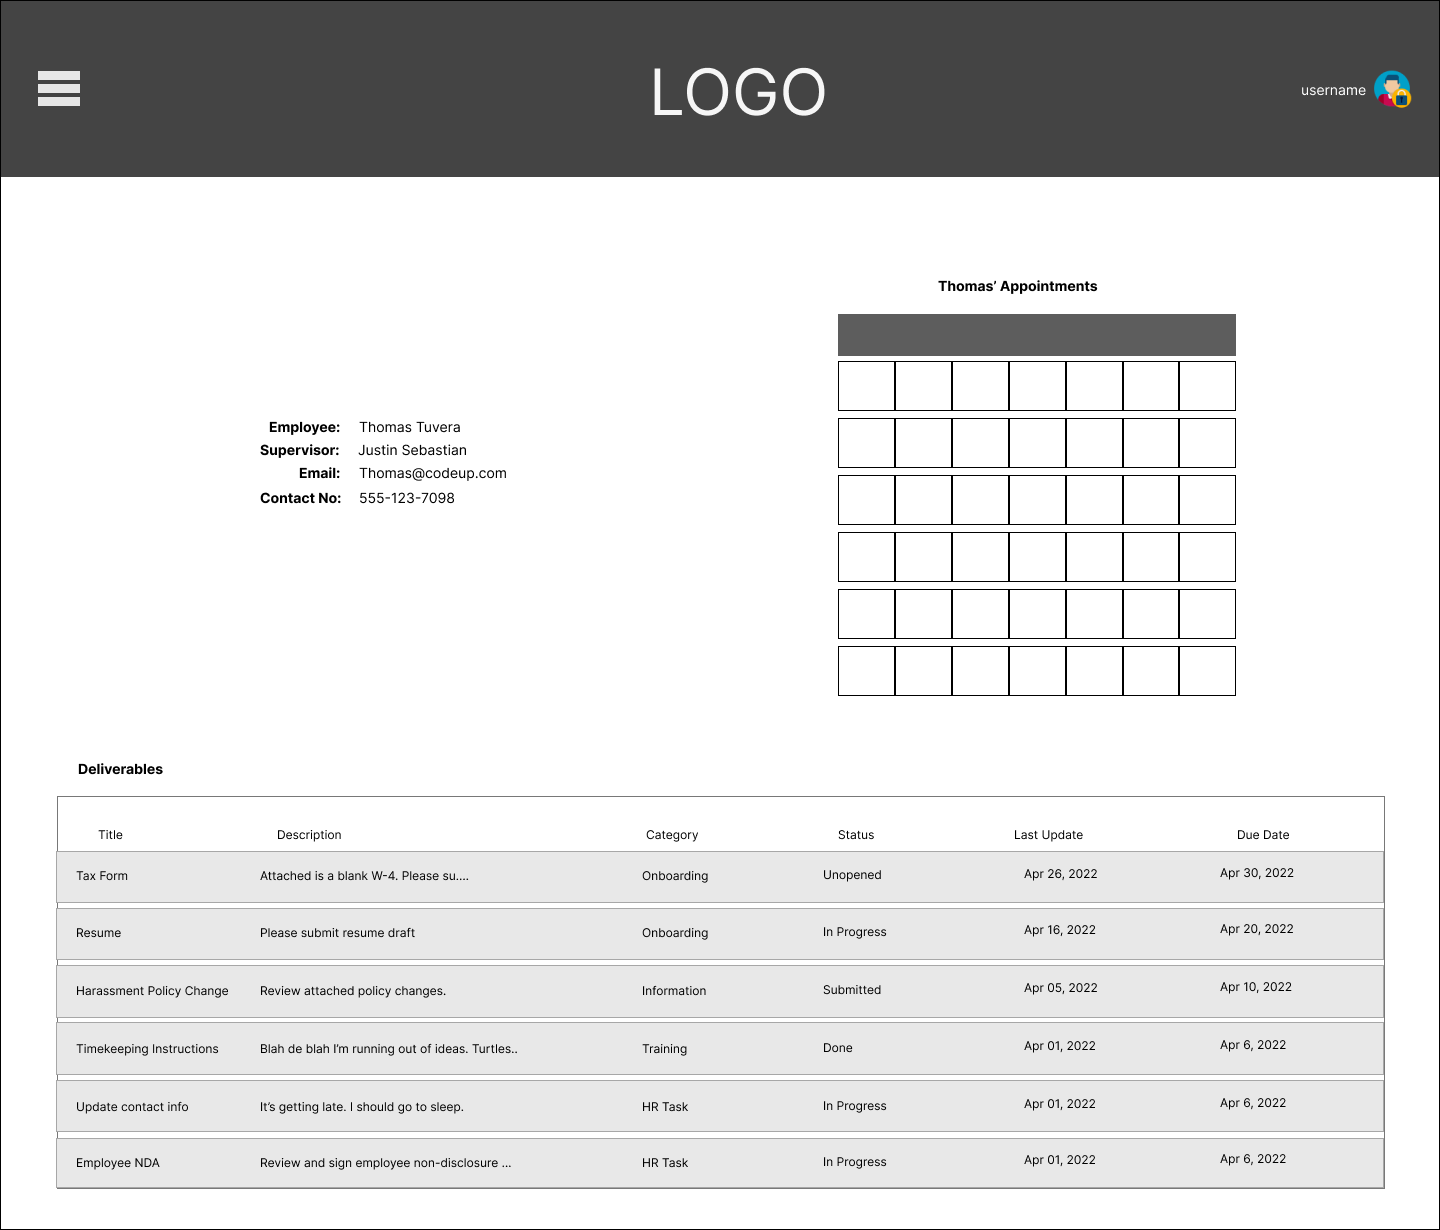 LOGO
username
Thomas’ Appointments
Employee: Thomas Tuvera
Supervisor: Justin Sebastian
Email: Thomas@codeup.com
Contact No: 555-123-7098
Deliverables
Title Description Category Status Last Update Due Date
Tax Form Attached is a blank W-4. Please su.... Onboarding Unopened Apr 26, 2022 Apr 30, 2022
Resume Please submit resume draft Onboarding In Progress Apr 16, 2022 Apr 20, 2022
Harassment Policy Change Review attached policy changes. Information Submitted Apr 05, 2022 Apr 10, 2022
Timekeeping Instructions Blah de blah I’m running out of ideas. Turtles.. Training Done Apr 01, 2022 Apr 6, 2022
Update contact info It’s getting late. I should go to sleep. HR Task In Progress Apr 01, 2022 Apr 6, 2022
Employee NDA Review and sign employee non-disclosure ... HR Task In Progress Apr 01, 2022 Apr 6, 2022